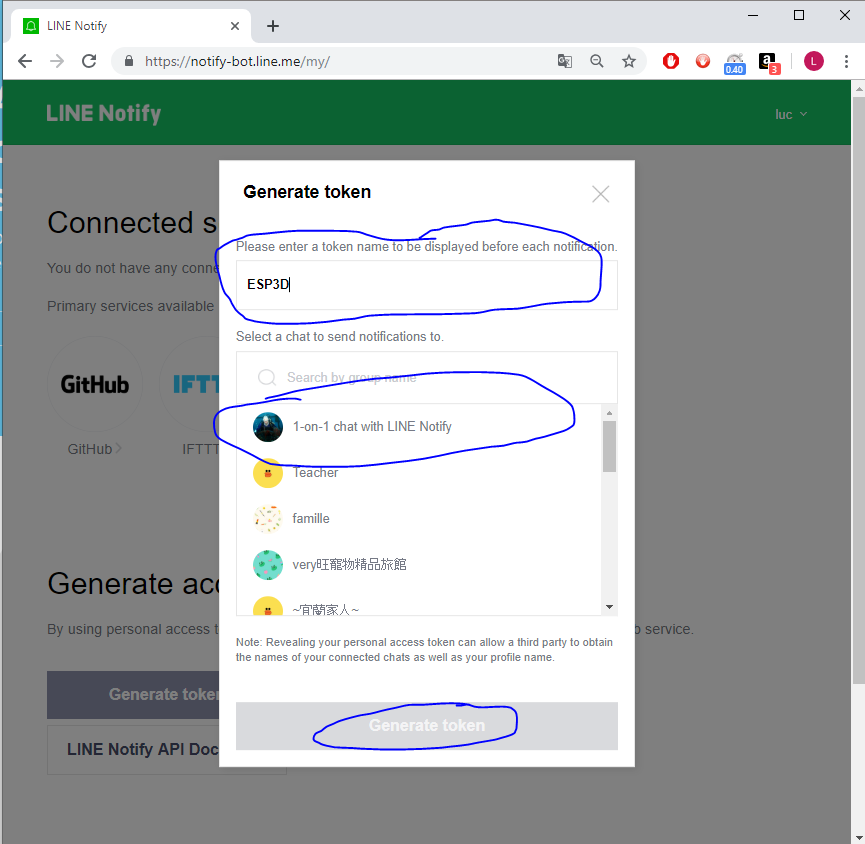 LINE Notify
https://notify-bot.line.me/my/
0.40
a
3
L
LINE Notify
luc
Generate token
Connected s
Please enter a token name to be displayed before each notification.
You do not have any conne
ESP3D
Primary services available
Select a chat to send notifications to.
Search by group name
GitHub
IFTT
1-on-1 chat with LINE Notify
GitHub
IFTTT
Teacher
famille
very旺寵物精品旅館
Generate acc
~宜蘭家人~
By using personal access t
b service.
Note: Revealing your personal access token can allow a third party to obtain
the names of your connected chats as well as your profile name.
Generate token
Generate token
LINE Notify API Doc